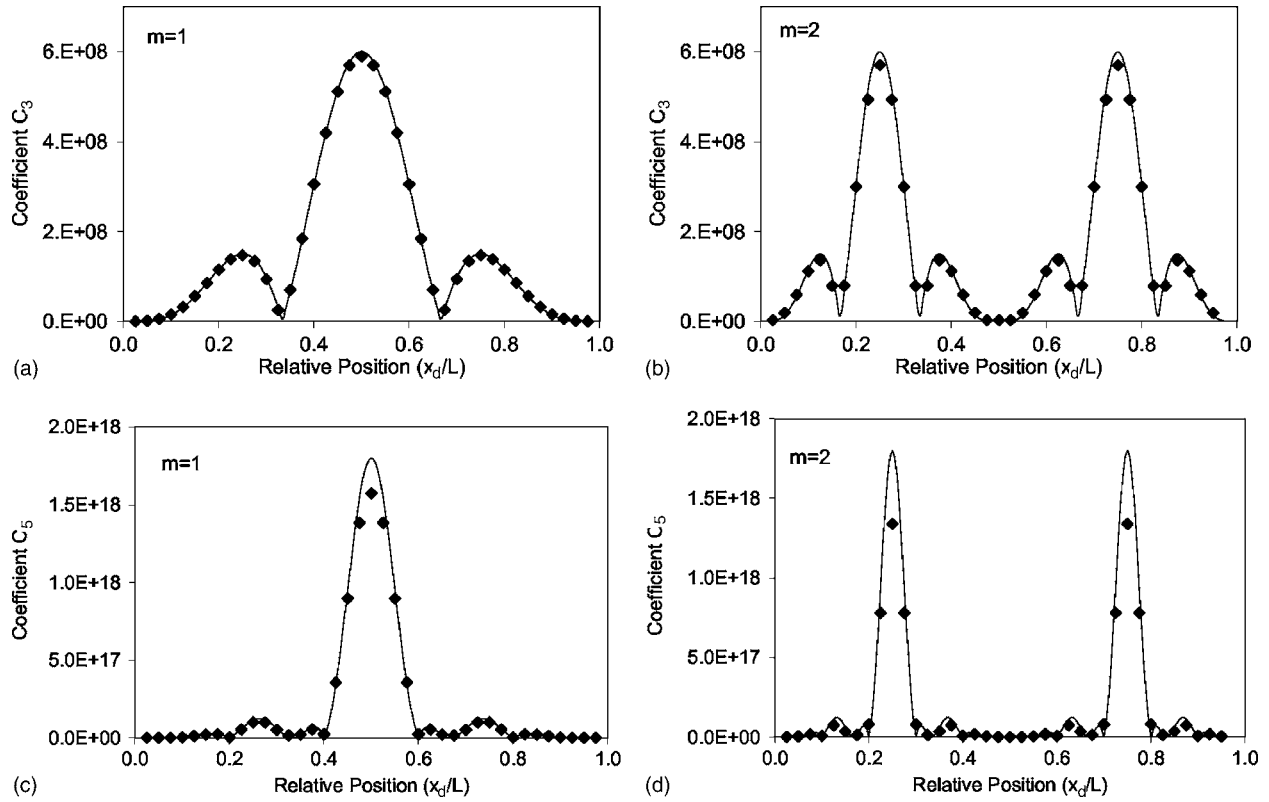 m=1
6.E+08
4.E+08
2.E+08
0.E+00
Coefficient C3
0.0 0.2 0.4 0.6 0.8 1.0
(a) Relative Position (xd/L)
m=2
6.E+08
4.E+08
2.E+08
0.E+00
Coefficient C3
0.0 0.2 0.4 0.6 0.8 1.0
(b) Relative Position (xd/L)
2.0E+18
m=1
1.5E+18
1.0E+18
5.0E+17
0.0E+00
Coefficient C5
0.0 0.2 0.4 0.6 0.8 1.0
(c) Relative Position (xd/L)
2.0E+18
m=2
1.5E+18
1.0E+18
5.0E+17
0.0E+00
Coefficient C5
0.0 0.2 0.4 0.6 0.8 1.0
(d) Relative Position (xd/L)